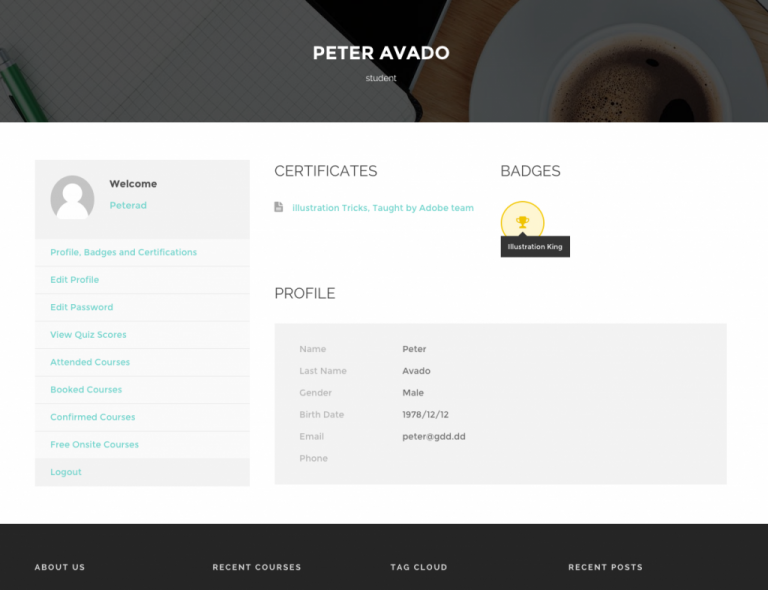 PETER AVADO
student
Welcome
Peterad
Profile, Badges and Certifications
Edit Profile
Edit Password
View Quiz Scores
Attended Courses
Booked Courses
Confirmed Courses
Free Onsite Courses
Logout
CERTIFICATES
illustration Tricks, Taught by Adobe team
BADGES
Illustration King
PROFILE
Name Peter
Last Name Avado
Gender Male
Birth Date 1978/12/12
Email peter@gdd.dd
Phone
ABOUT US RECENT COURSES TAG CLOUD RECENT POSTS